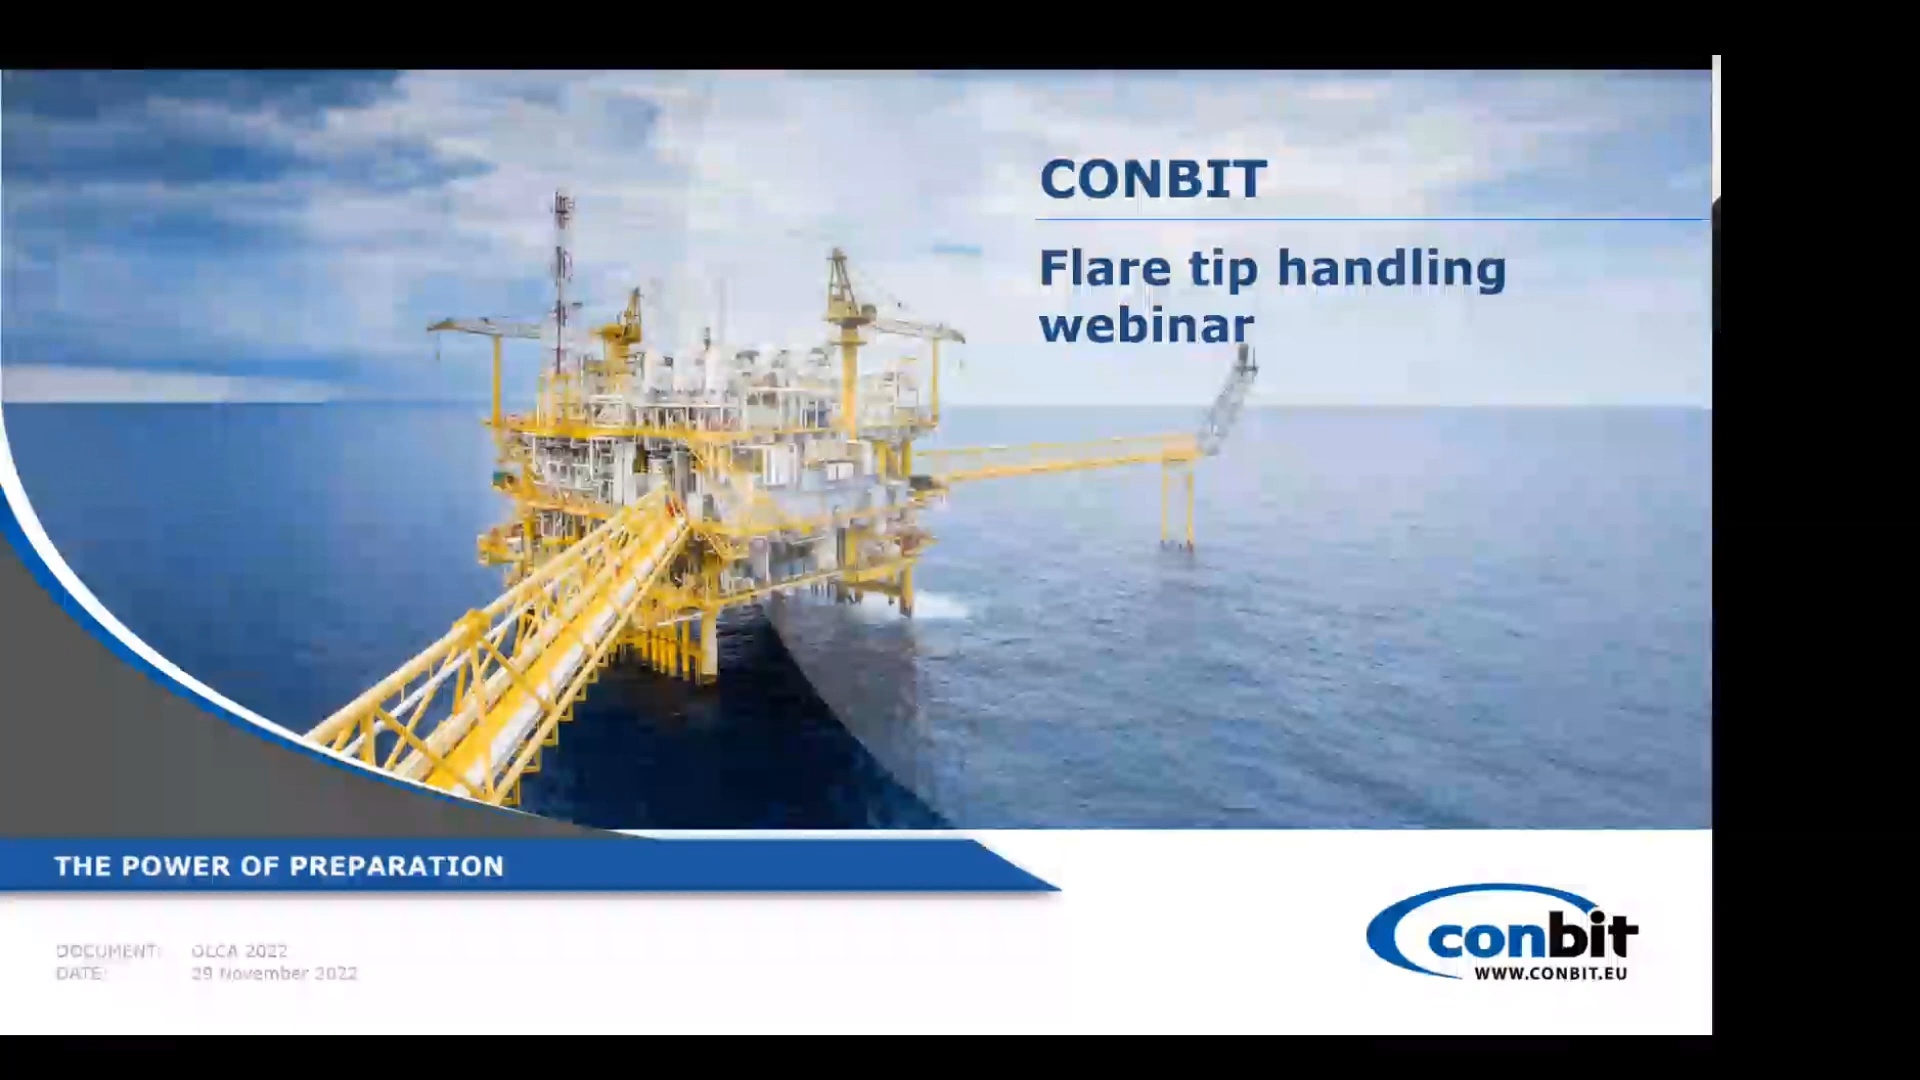 CONBIT
Flare tip handling
webinar
THE POWER OF PREPARATION
DOCUMENT: OLCA 2022
DATE: 29 November 2022
conbit
WWW.CONBIT.EU